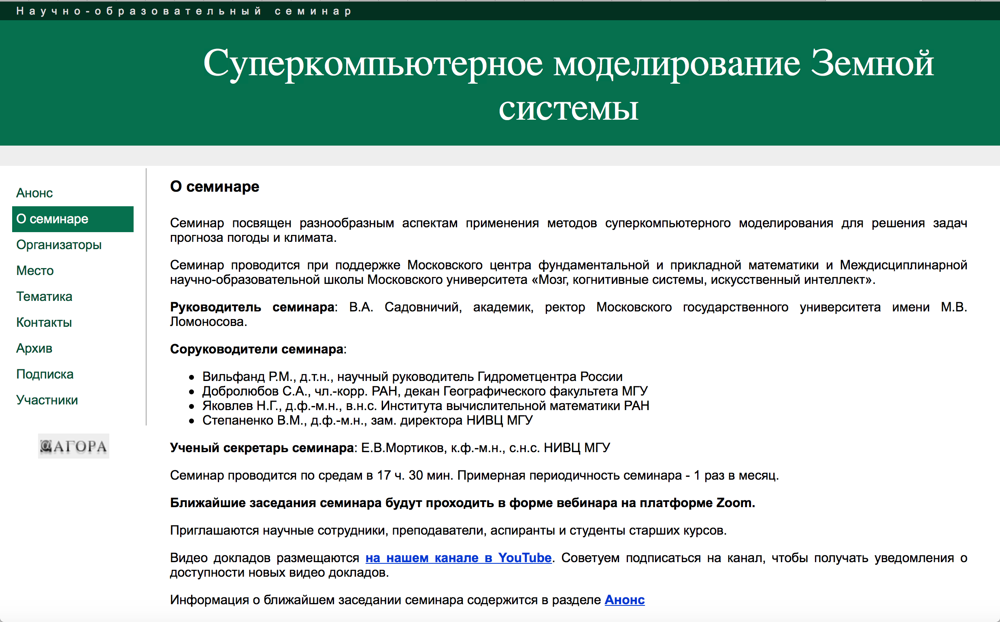 Научно-образовательный семинар
Суперкомпьютерное моделирование Земной
системы
Анонс
О семинаре
Организаторы
Место
Тематика
Контакты
Архив
Подписка
Участники
@АГОРА
О семинаре
Семинар посвящен разнообразным аспектам применения методов суперкомпьютерного моделирования для решения задач
прогноза погоды и климата.
Семинар проводится при поддержке Московского центра фундаментальной и прикладной математики и Междисциплинарной
научно-образовательной школы Московского университета «Мозг, когнитивные системы, искусственный интеллект».
Руководитель семинара: В.А. Садовничий, академик, ректор Московского государственного университета имени М.В.
Ломоносова.
Соруководители семинара:
• Вильфанд Р.М., д.т.н., научный руководитель Гидрометцентра России
• Добролюбов С.А., чл.-корр. РАН, декан Географического факультета МГУ
• Яковлев Н.Г., д.ф.-м.н., в.н.с. Института вычислительной математики РАН
• Степаненко В.М., д.ф.-м.н., зам. директора НИВЦ МГУ
Ученый секретарь семинара: Е.В.Мортиков, к.ф.-м.н., с.н.с. НИВЦ МГУ
Семинар проводится по средам в 17 ч. 30 мин. Примерная периодичность семинара - 1 раз в месяц.
Ближайшие заседания семинара будут проходить в форме вебинара на платформе Zoom.
Приглашаются научные сотрудники, преподаватели, аспиранты и студенты старших курсов.
Видео докладов размещаются на нашем канале в YouTube. Советуем подписаться на канал, чтобы получать уведомления о
доступности новых видео докладов.
Информация о ближайшем заседании семинара содержится в разделе Анонс